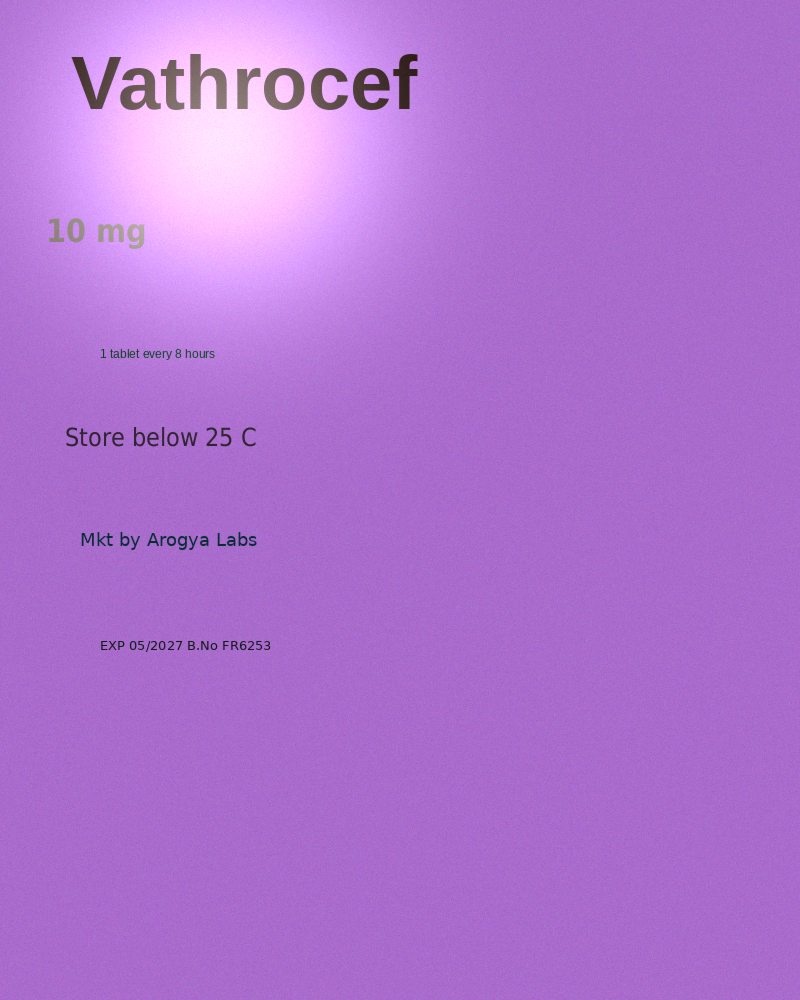 Vathrocef
10 mg
1 tablet every 8 hours
Store below 25 C
Mkt by Arogya Labs
EXP 05/2027 B.No FR6253